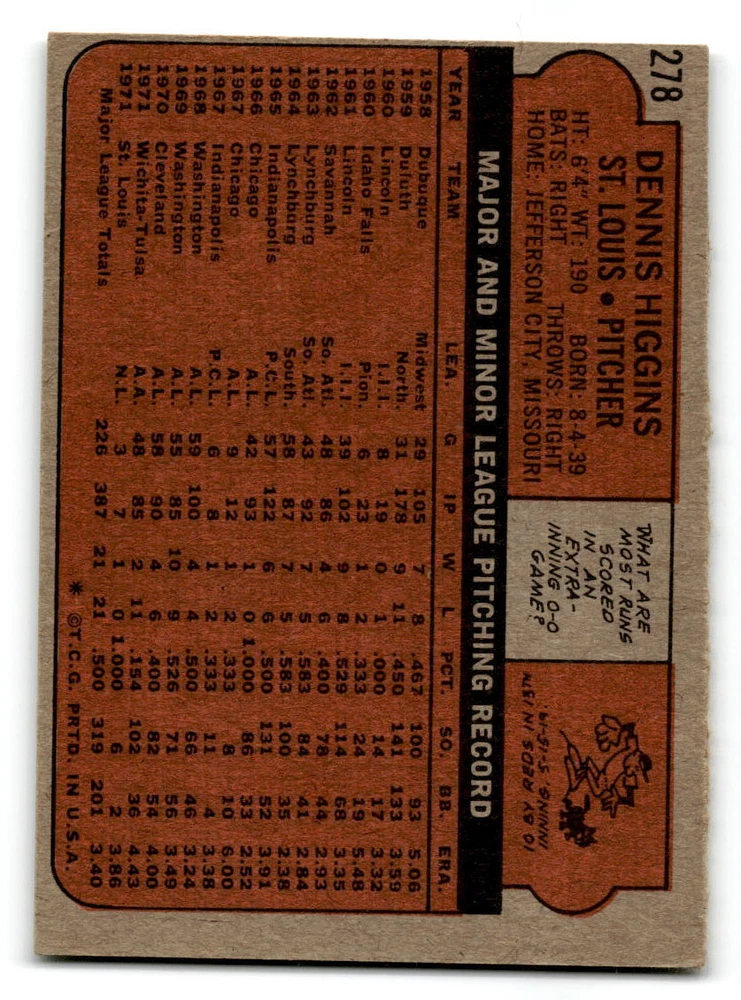 278
DENNIS HIGGINS
ST. LOUIS • PITCHER
HT: 6'4" WT: 190 BORN: 8-4-39
BATS: RIGHT THROWS: RIGHT
HOME: JEFFERSON CITY, MISSOURI
WHAT ARE
MOST RUNS
SCORED
IN AN
EXTRA-
INNING 0-0
GAME?
10 BY REDS IN 13TH
INNING, 5-15-19.
MAJOR AND MINOR LEAGUE PITCHING RECORD
YEAR TEAM LEA. G IP W L PCT. SO. BB. ERA.
1958 Dubuque Midwest 29 105 7 8 .467 100 93 5.06
1959 Duluth North. 31 178 9 11 .450 141 133 3.59
1960 Lincoln I.I.I. 8 19 0 1 .000 14 17 3.32
1960 Idaho Falls Pion. 6 23 1 2 .333 24 19 5.48
1961 Lincoln I.I.I. 39 102 9 8 .529 114 68 3.35
1962 Savannah So. Atl. 48 86 4 6 .400 78 44 2.93
1963 Lynchburg So. Atl. 43 92 7 5 .583 84 41 2.84
1964 Lynchburg South. 58 87 7 5 .583 100 35 2.38
1965 Indianapolis P.C.L. 57 122 6 6 .500 131 52 3.91
1966 Chicago A.L. 42 93 1 0 1.000 86 33 2.52
1967 Chicago A.L. 9 12 1 2 .333 8 10 6.00
1967 Indianapolis P.C.L. 6 8 1 2 .333 11 4 3.38
1968 Washington A.L. 59 100 4 4 .500 66 46 3.24
1969 Washington A.L. 55 85 10 9 .526 71 56 3.49
1970 Cleveland A.L. 58 90 4 6 .400 82 54 4.00
1971 Wichita-Tulsa A.A. 48 85 2 11 .154 102 36 4.43
1971 St. Louis N.L. 3 7 1 0 1.000 6 2 3.86
Major League Totals 226 387 21 21 .500 319 201 3.40
* ©T.C.G. PRTD. IN U.S.A.